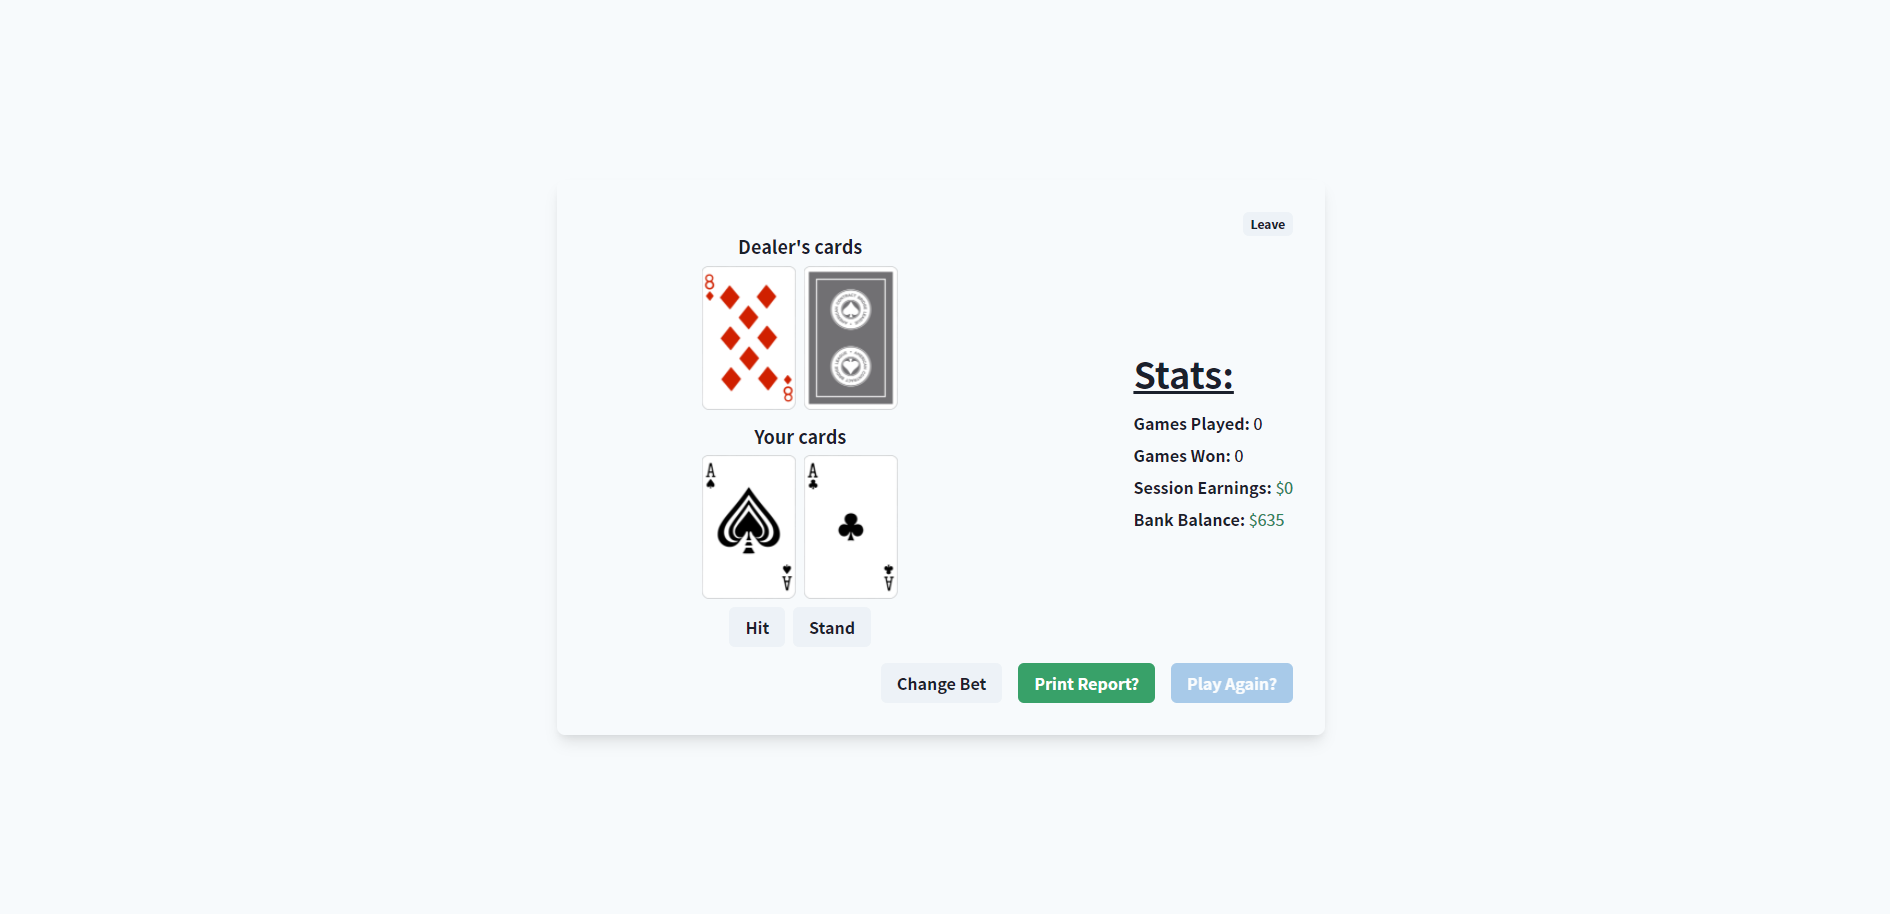 Leave
Dealer's cards
8
8
Your cards
A
A
A
A
Hit
Stand
Stats:
Games Played: 0
Games Won: 0
Session Earnings: $0
Bank Balance: $635
Change Bet
Print Report?
Play Again?